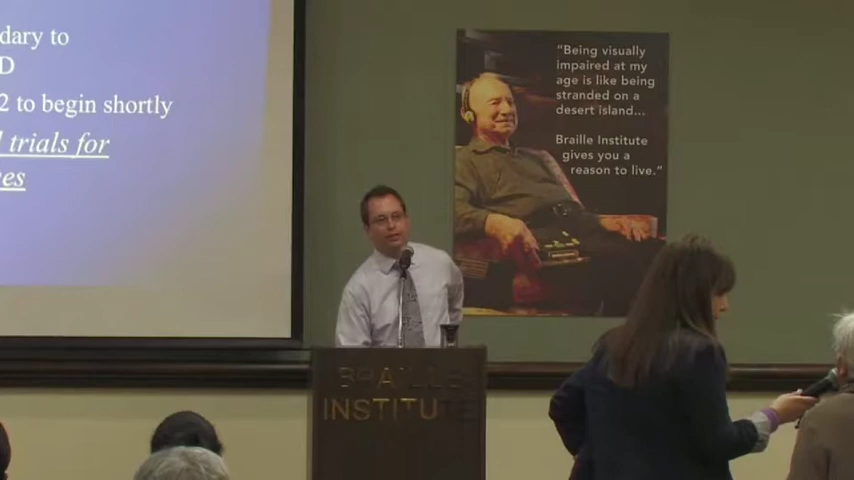 dary to
D
2 to begin shortly
l trials for
es
“Being visually
impaired at my
age is like being
stranded on a
desert island...
Braille Institute
gives you a
reason to live.”
BRAILLE
INSTITUTE